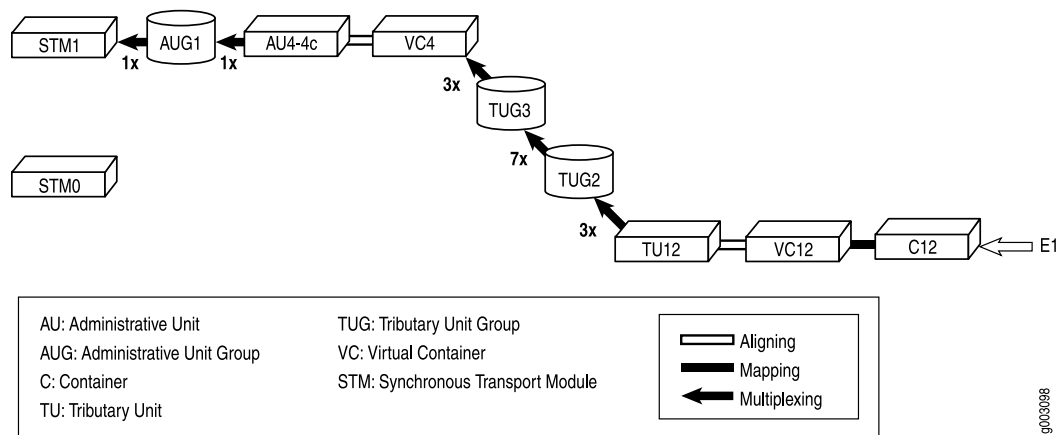 STM1
AUG1
AU4-4c
VC4
1x
1x
3x
TUG3
7x
TUG2
STM0
3x
TU12
VC12
C12
E1
AU: Administrative Unit
AUG: Administrative Unit Group
C: Container
TU: Tributary Unit
TUG: Tributary Unit Group
VC: Virtual Container
STM: Synchronous Transport Module
Aligning
Mapping
Multiplexing
g003098